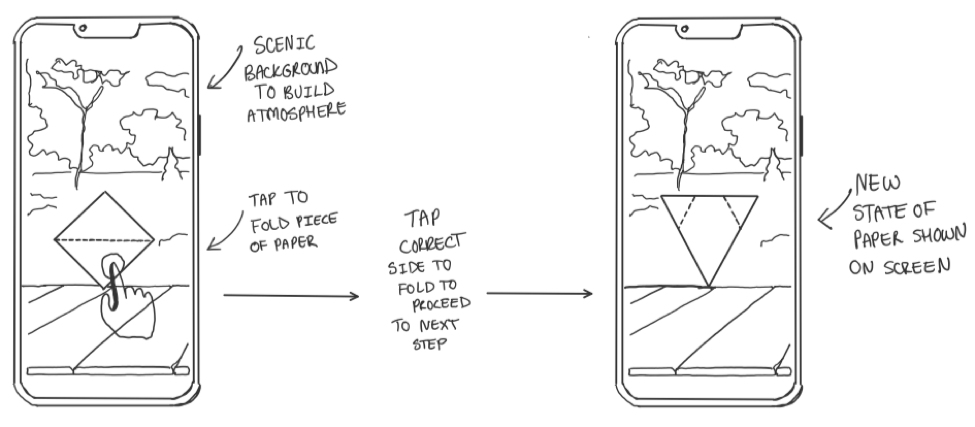 SCENIC
BACKGROUND
TO BUILD
ATMOSPHERE
TAP TO
FOLD PIECE
OF PAPER
TAP
CORRECT
SIDE TO
FOLD TO
PROCEED
TO NEXT
STEP
NEW
STATE OF
PAPER SHOWN
ON SCREEN